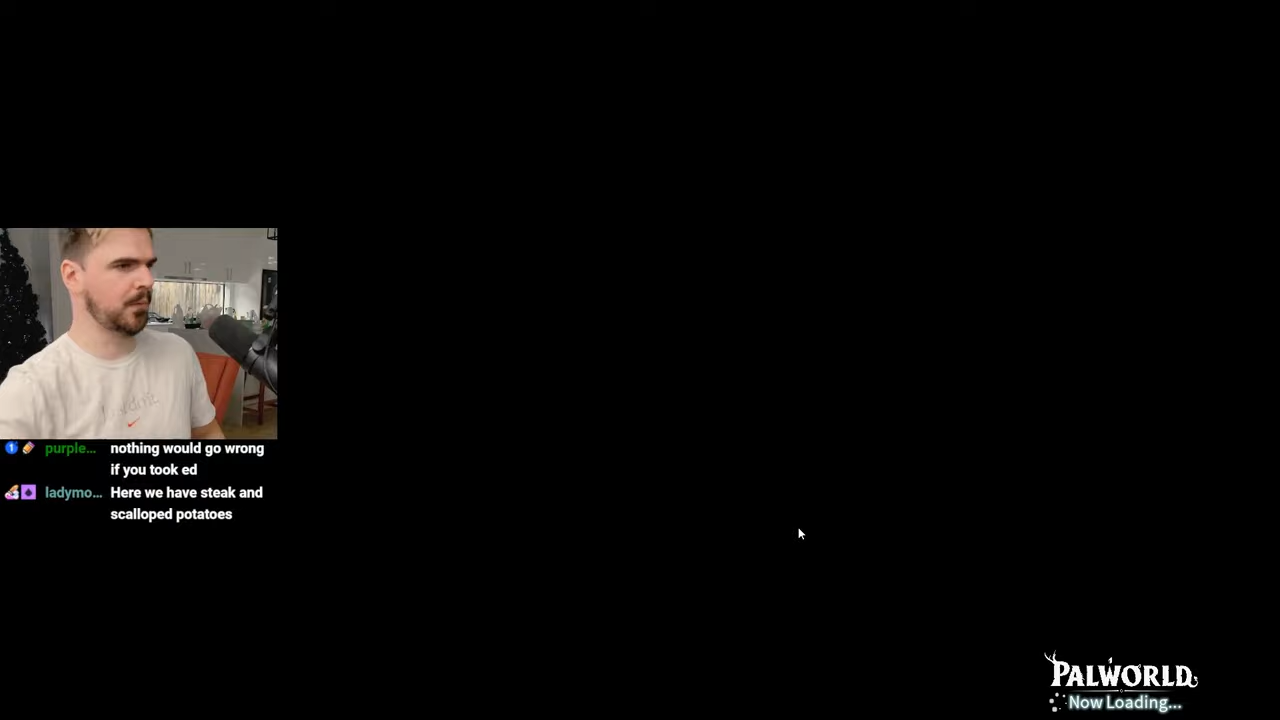 purple... nothing would go wrong
if you took ed
ladymo... Here we have steak and
scalloped potatoes
PALWORLD
Now Loading...